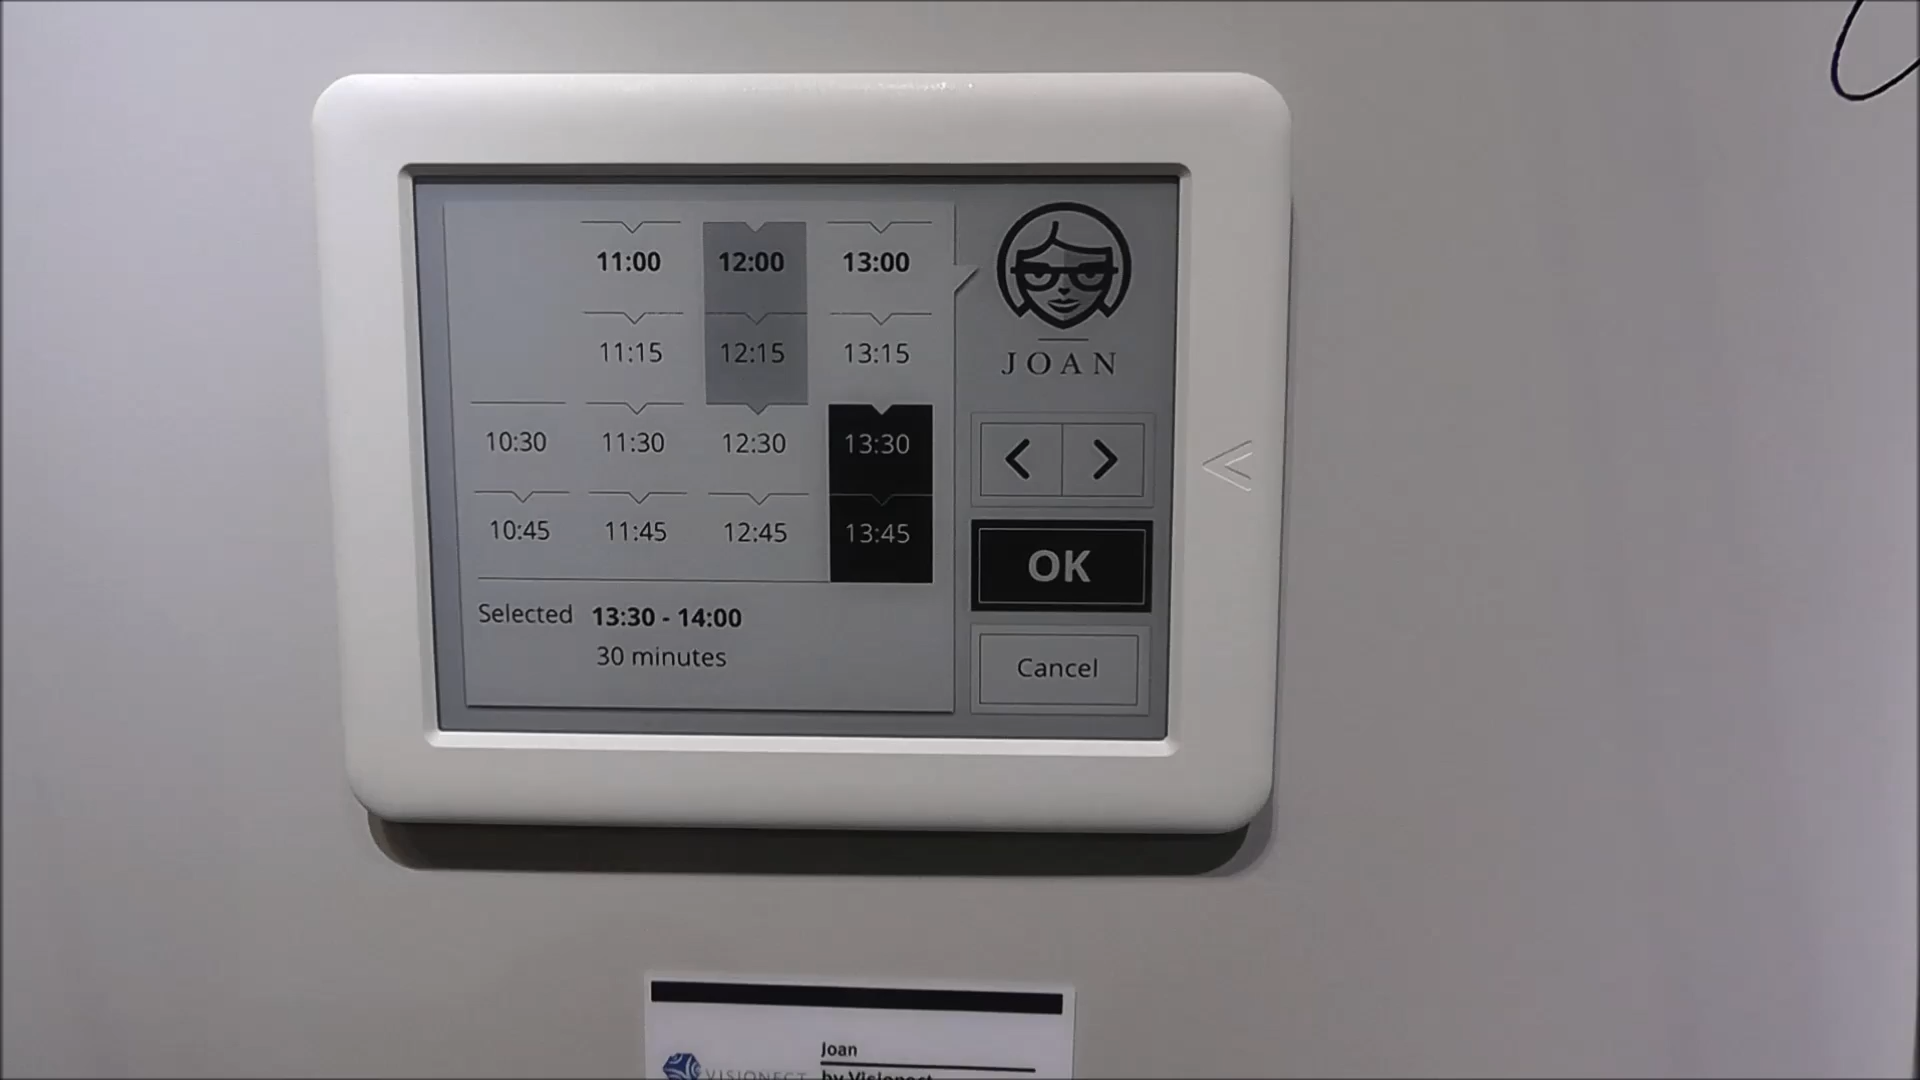 11:00 12:00 13:00
11:15 12:15 13:15
10:30 11:30 12:30 13:30
10:45 11:45 12:45 13:45
Selected 13:30 - 14:00
30 minutes
JOAN
< >
OK
Cancel
VISIONECT
Joan
by Visionect